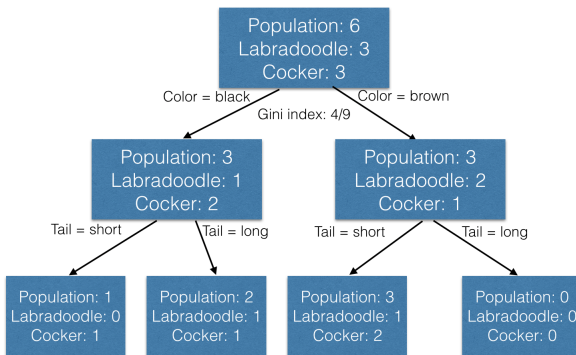 Population: 6
Labradoodle: 3
Cocker: 3
Color = black
Color = brown
Gini index: 4/9
Population: 3
Labradoodle: 1
Cocker: 2
Population: 3
Labradoodle: 2
Cocker: 1
Tail = short
Tail = long
Tail = short
Tail = long
Population: 1
Labradoodle: 0
Cocker: 1
Population: 2
Labradoodle: 1
Cocker: 1
Population: 3
Labradoodle: 1
Cocker: 2
Population: 0
Labradoodle: 0
Cocker: 0